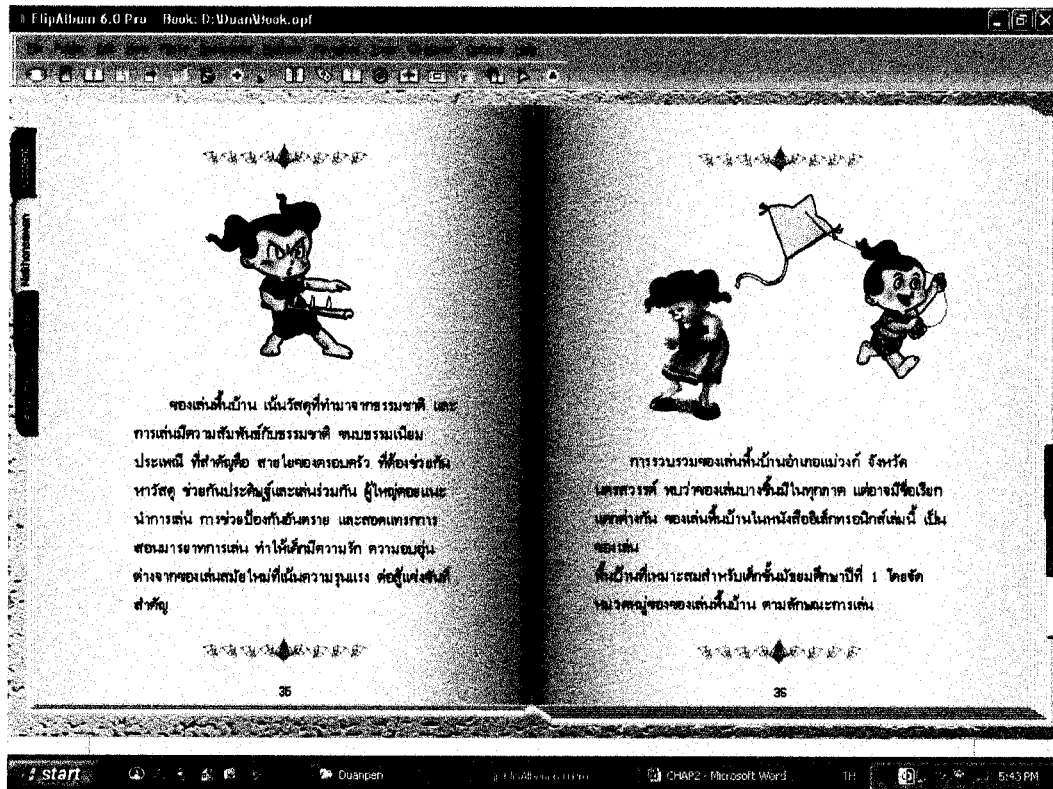 FlipAlbum 6.0 Pro - Book: D:\Duan\Book.opf
Nakhonsawan
ของเล่นพื้นบ้าน เน้นวัสดุที่ทำมาจากธรรมชาติ และ
การเล่นมีความสัมพันธ์กับธรรมชาติ ขนบธรรมเนียม
ประเพณี ที่สำคัญคือ สายใยของครอบครัว ที่ต้องช่วยกัน
หาวัสดุ ช่วยกันประดิษฐ์และเล่นร่วมกัน ผู้ใหญ่คอยแนะ
นำการเล่น การช่วยป้องกันอันตราย และสอดแทรกการ
สอนมารยาทการเล่น ทำให้เด็กมีความรัก ความอบอุ่น
ต่างจากของเล่นสมัยใหม่ที่เน้นความรุนแรง ต่อสู้แข่งขันที่
สำคัญ
35
การรวบรวมของเล่นพื้นบ้านอำเภอแม่วงก์ จังหวัด
นครสวรรค์ พบว่าของเล่นบางชิ้นมีในทุกภาค แต่อาจมีชื่อเรียก
แตกต่างกัน ของเล่นพื้นบ้านในหนังสืออิเล็กทรอนิกส์เล่มนี้ เป็น
ของเล่น
พื้นบ้านที่เหมาะสมสำหรับเด็กชั้นมัธยมศึกษาปีที่ 1 โดยจัด
หมวดหมู่ของของเล่นพื้นบ้าน ตามลักษณะการเล่น
36
start
Duanpen
FlipAlbum 6.0 Pro
CHAP2 - Microsoft Word
TH
5:43 PM